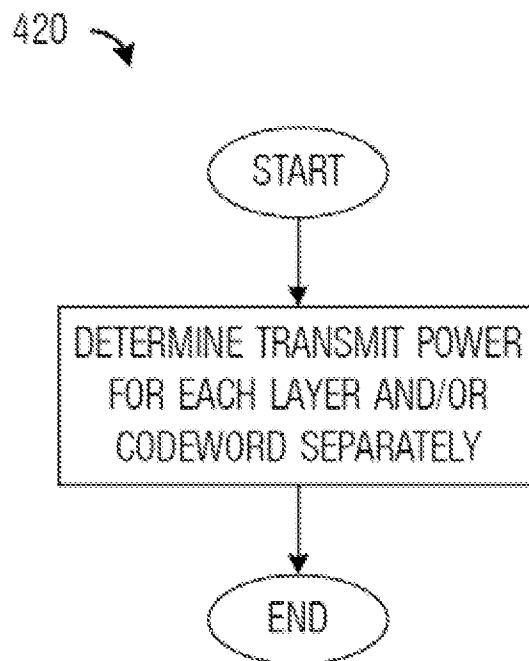 420
START
DETERMINE TRANSMIT POWER
FOR EACH LAYER AND/OR
CODEWORD SEPARATELY
END